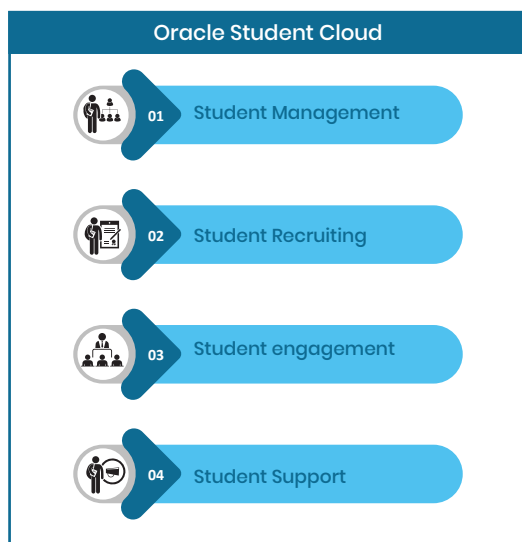 Oracle Student Cloud
01 Student Management
02 Student Recruiting
03 Student engagement
04 Student Support